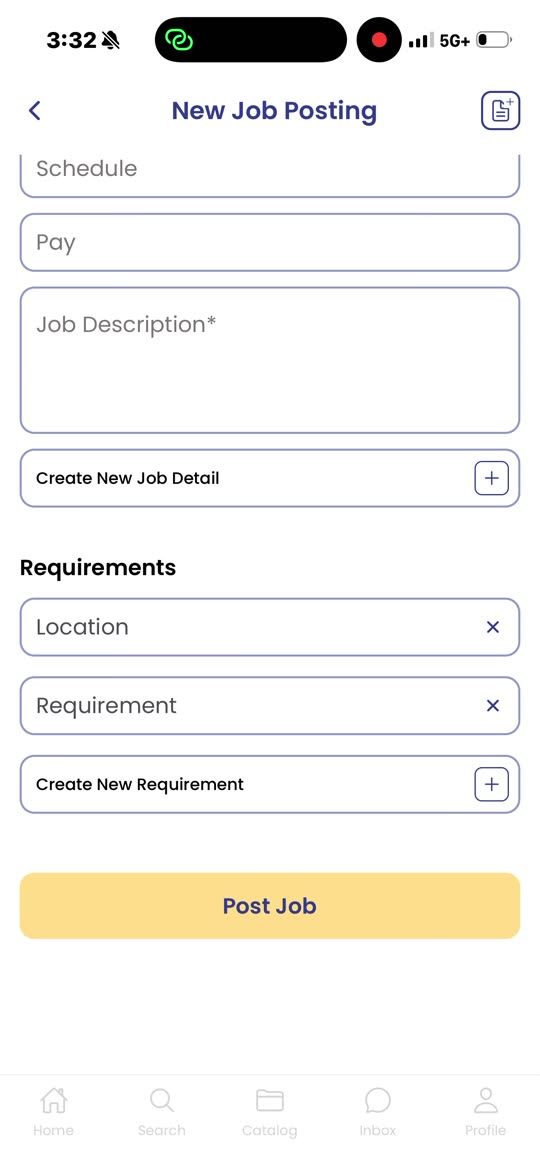 3:32
5G+
New Job Posting
Schedule
Pay
Job Description*
Create New Job Detail
Requirements
Location
Requirement
Create New Requirement
Post Job
Home Search Catalog Inbox Profile